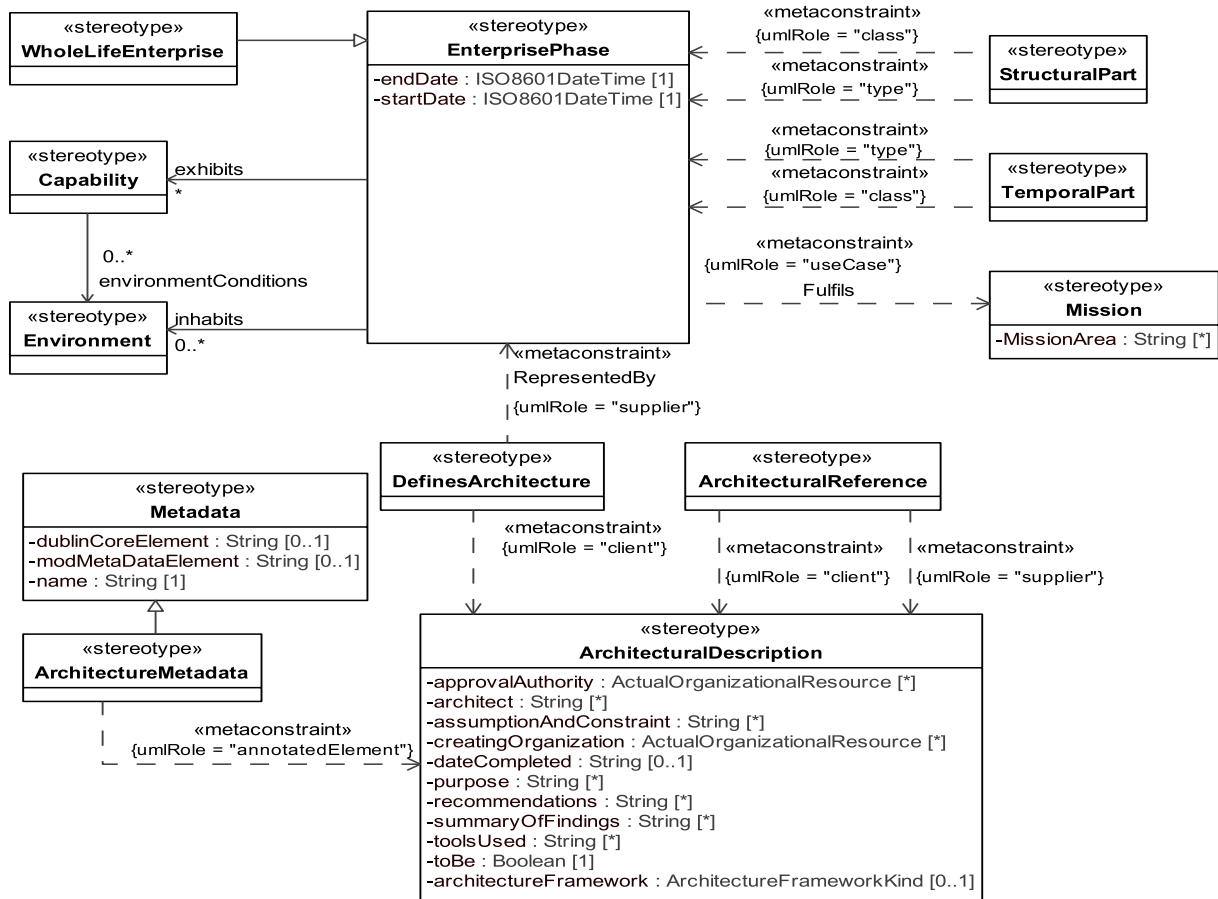 «stereotype»
WholeLifeEnterprise
«stereotype»
EnterprisePhase
-endDate : ISO8601DateTime [1]
-startDate : ISO8601DateTime [1]
«metaconstraint»
{umlRole = "class"}
«metaconstraint»
{umlRole = "type"}
«stereotype»
StructuralPart
«stereotype»
Capability
exhibits
*
«metaconstraint»
{umlRole = "type"}
«metaconstraint»
{umlRole = "class"}
«stereotype»
TemporalPart
0..*
environmentConditions
«metaconstraint»
{umlRole = "useCase"}
Fulfils
«stereotype»
Mission
-MissionArea : String [*]
«stereotype»
Environment
inhabits
0..*
«metaconstraint»
RepresentedBy
{umlRole = "supplier"}
«stereotype»
DefinesArchitecture
«stereotype»
ArchitecturalReference
«stereotype»
Metadata
-dublinCoreElement : String [0..1]
-modMetaDataElement : String [0..1]
-name : String [1]
«metaconstraint»
{umlRole = "client"}
«metaconstraint»
{umlRole = "client"}
«metaconstraint»
{umlRole = "supplier"}
«stereotype»
ArchitectureMetadata
«metaconstraint»
{umlRole = "annotatedElement"}
«stereotype»
ArchitecturalDescription
-approvalAuthority : ActualOrganizationalResource [*]
-architect : String [*]
-assumptionAndConstraint : String [*]
-creatingOrganization : ActualOrganizationalResource [*]
-dateCompleted : String [0..1]
-purpose : String [*]
-recommendations : String [*]
-summaryOfFindings : String [*]
-toolsUsed : String [*]
-toBe : Boolean [1]
-architectureFramework : ArchitectureFrameworkKind [0..1]